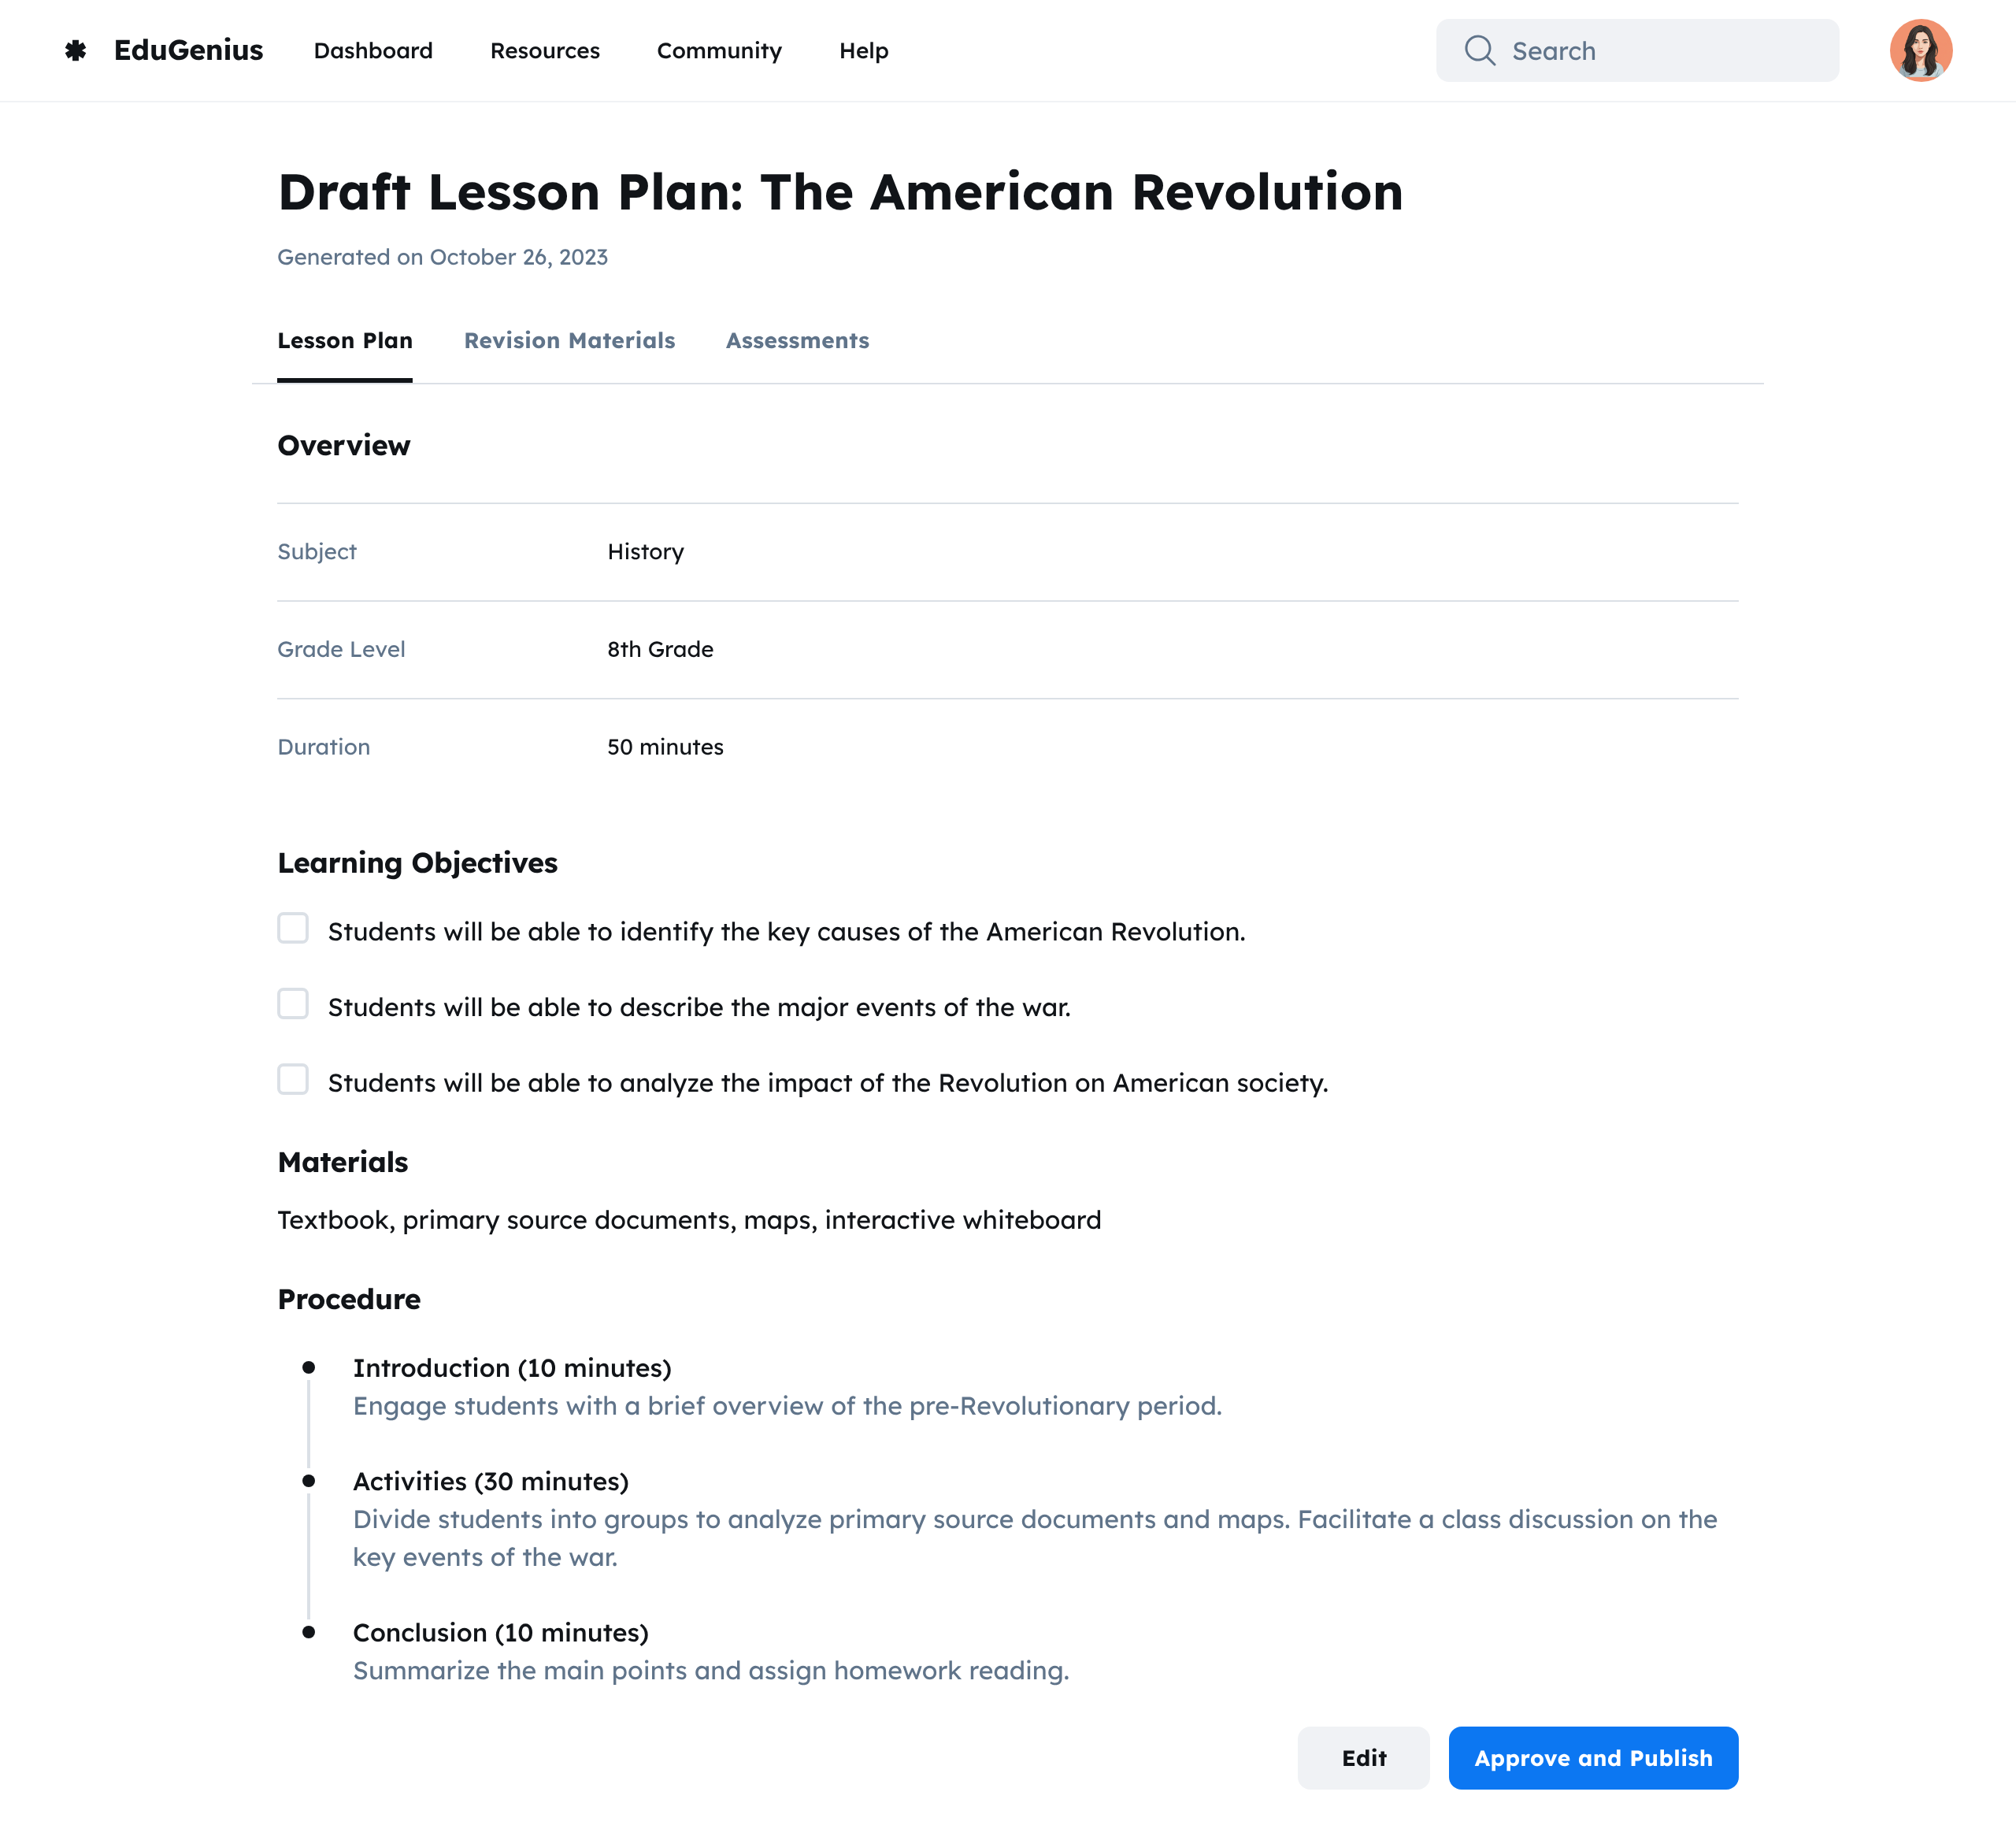 EduGenius Dashboard Resources Community Help Search
Draft Lesson Plan: The American Revolution
Generated on October 26, 2023
Lesson Plan Revision Materials Assessments
Overview
Subject History
Grade Level 8th Grade
Duration 50 minutes
Learning Objectives
Students will be able to identify the key causes of the American Revolution.
Students will be able to describe the major events of the war.
Students will be able to analyze the impact of the Revolution on American society.
Materials
Textbook, primary source documents, maps, interactive whiteboard
Procedure
Introduction (10 minutes)
Engage students with a brief overview of the pre-Revolutionary period.
Activities (30 minutes)
Divide students into groups to analyze primary source documents and maps. Facilitate a class discussion on the
key events of the war.
Conclusion (10 minutes)
Summarize the main points and assign homework reading.
Edit Approve and Publish